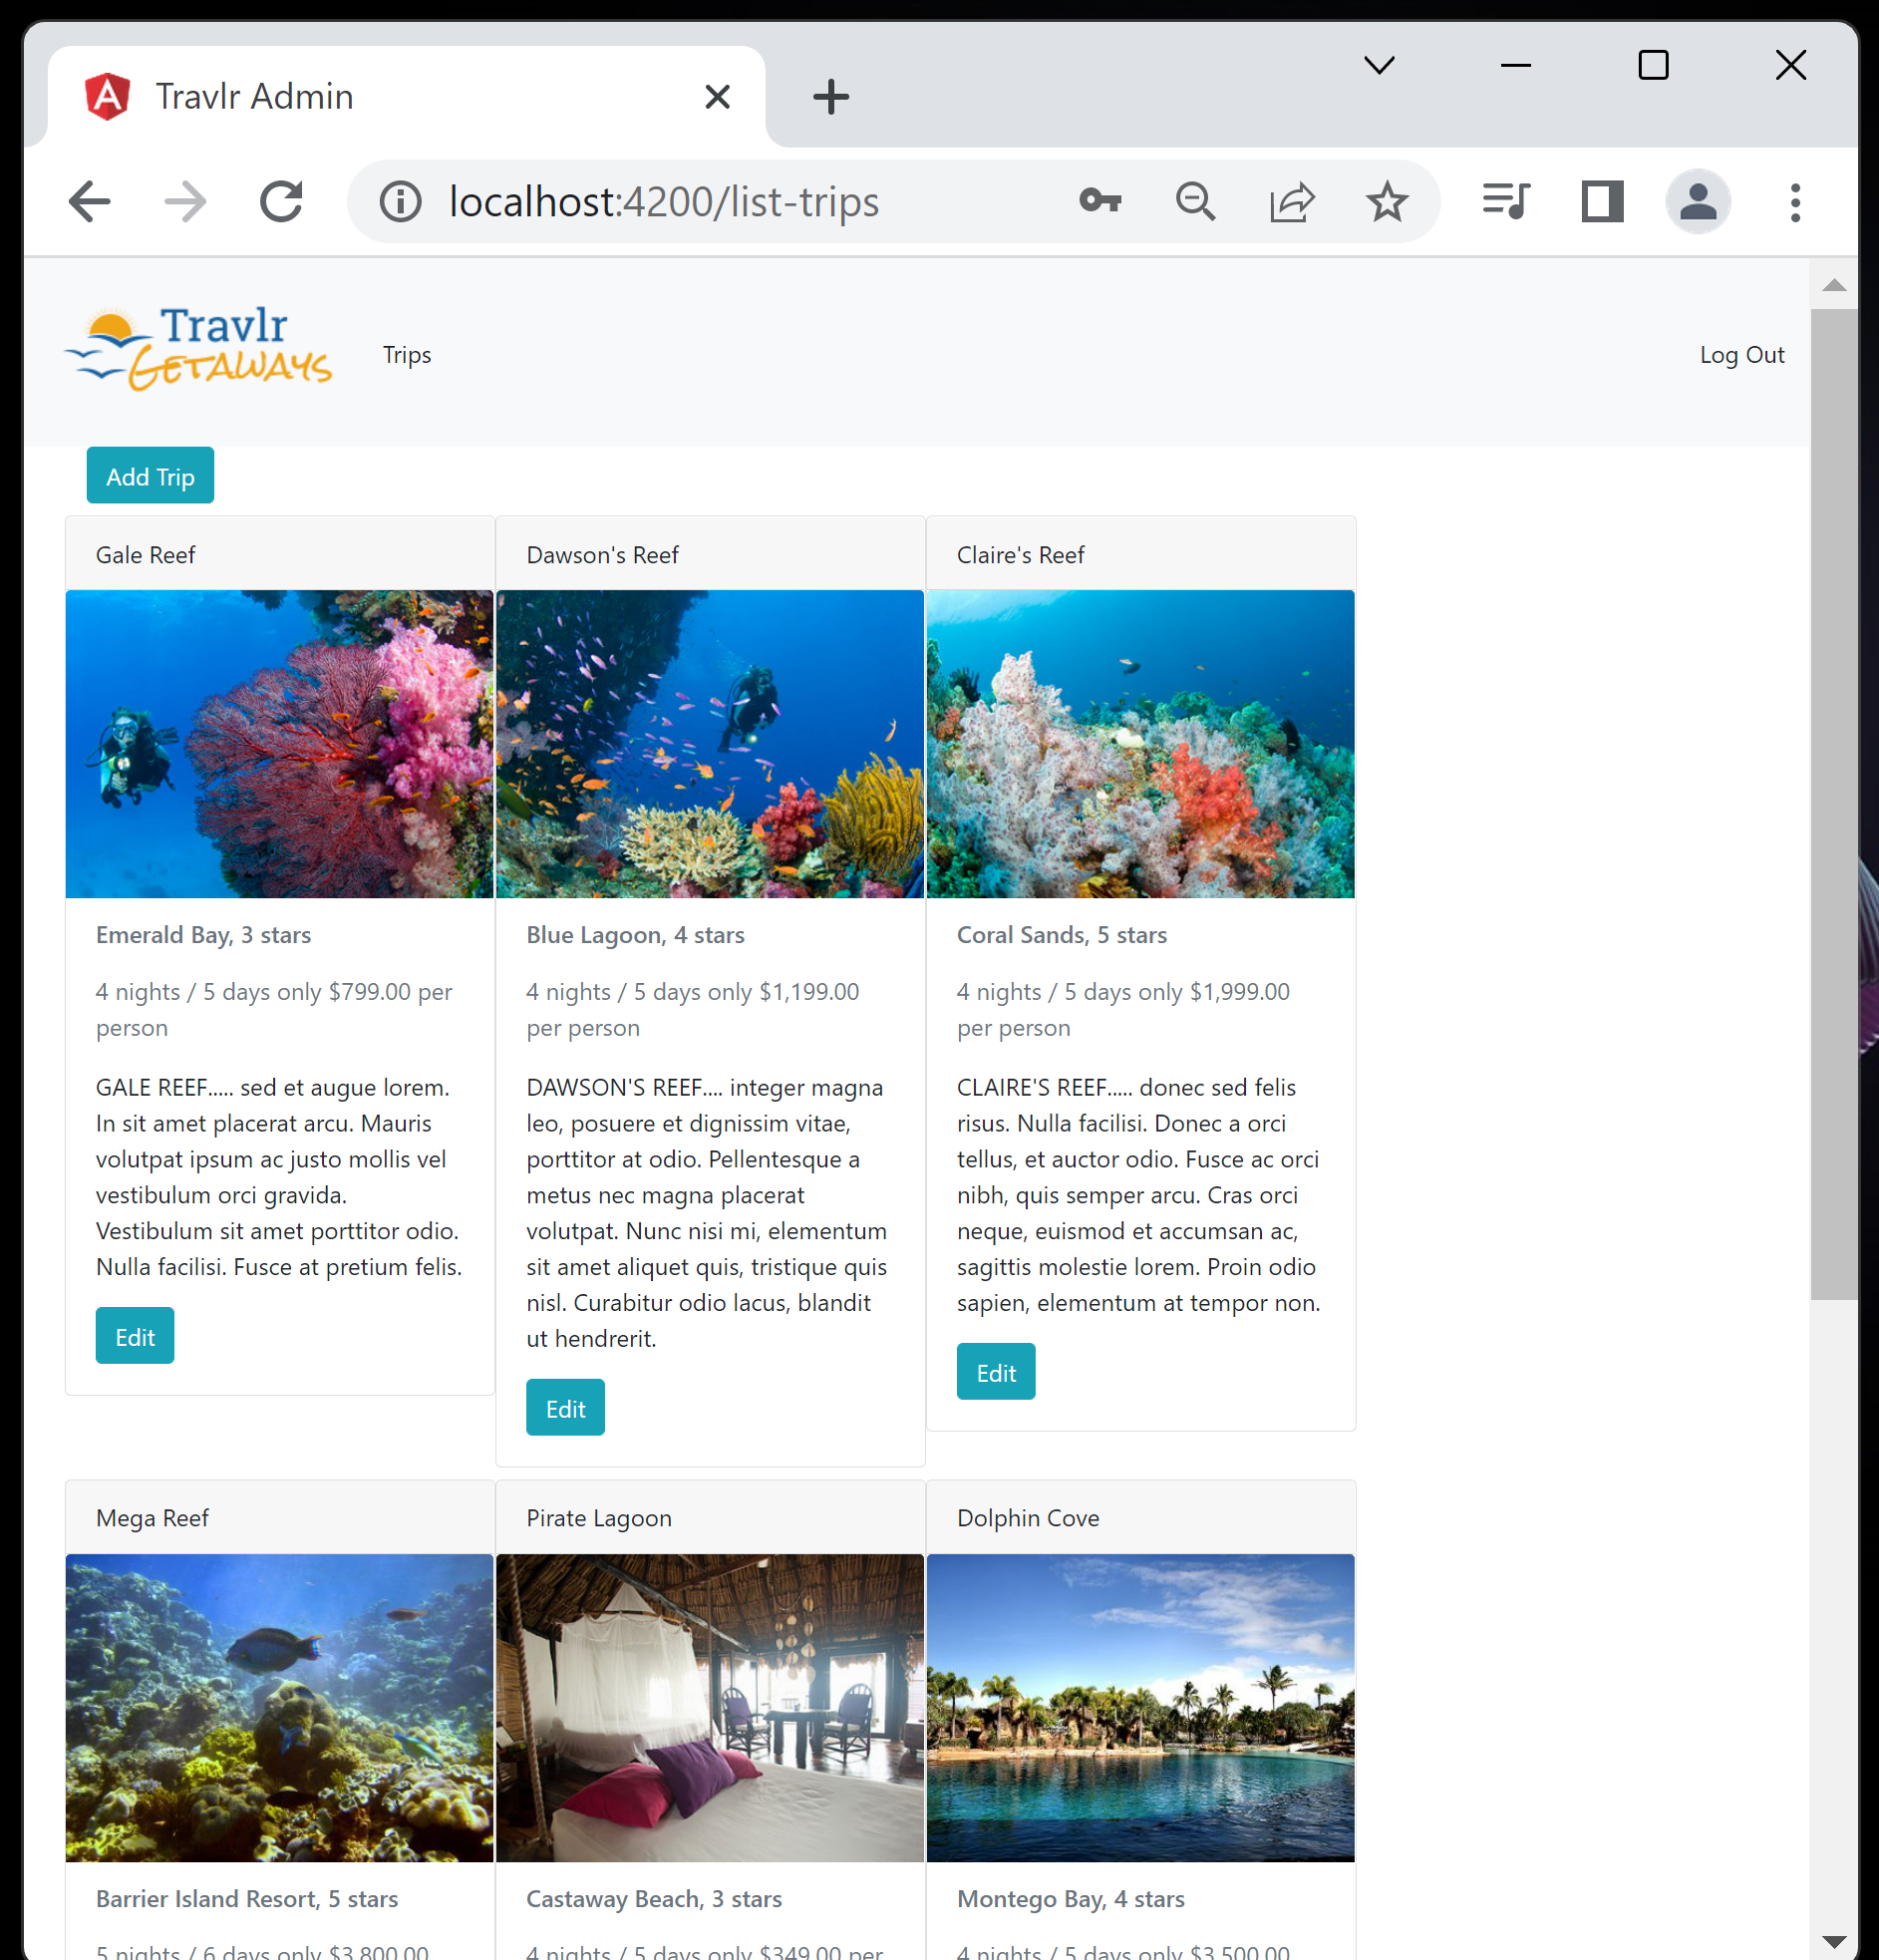 Travlr Admin
localhost:4200/list-trips
Travlr
GETAWAYS
Trips
Log Out
Add Trip
Gale Reef
Emerald Bay, 3 stars
4 nights / 5 days only $799.00 per
person
GALE REEF..... sed et augue lorem.
In sit amet placerat arcu. Mauris
volutpat ipsum ac justo mollis vel
vestibulum orci gravida.
Vestibulum sit amet porttitor odio.
Nulla facilisi. Fusce at pretium felis.
Edit
Dawson's Reef
Blue Lagoon, 4 stars
4 nights / 5 days only $1,199.00
per person
DAWSON'S REEF.... integer magna
leo, posuere et dignissim vitae,
porttitor at odio. Pellentesque a
metus nec magna placerat
volutpat. Nunc nisi mi, elementum
sit amet aliquet quis, tristique quis
nisl. Curabitur odio lacus, blandit
ut hendrerit.
Edit
Claire's Reef
Coral Sands, 5 stars
4 nights / 5 days only $1,999.00
per person
CLAIRE'S REEF..... donec sed felis
risus. Nulla facilisi. Donec a orci
tellus, et auctor odio. Fusce ac orci
nibh, quis semper arcu. Cras orci
neque, euismod et accumsan ac,
sagittis molestie lorem. Proin odio
sapien, elementum at tempor non.
Edit
Mega Reef
Barrier Island Resort, 5 stars
5 nights / 6 days only $3,800.00
Pirate Lagoon
Castaway Beach, 3 stars
4 nights / 5 days only $349.00 per
Dolphin Cove
Montego Bay, 4 stars
4 nights / 5 days only $3,500.00